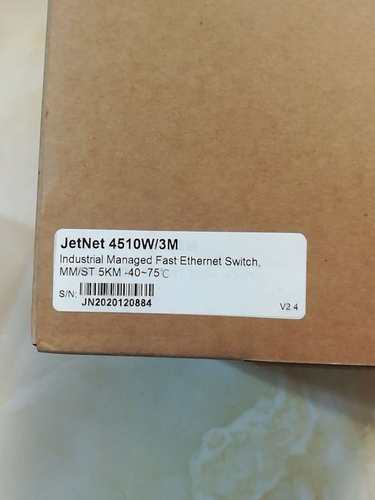 JetNet 4510W/3M
Industrial Managed Fast Ethernet Switch,
MM/ST 5KM -40~75℃
S/N:
JN2020120884
V2.4